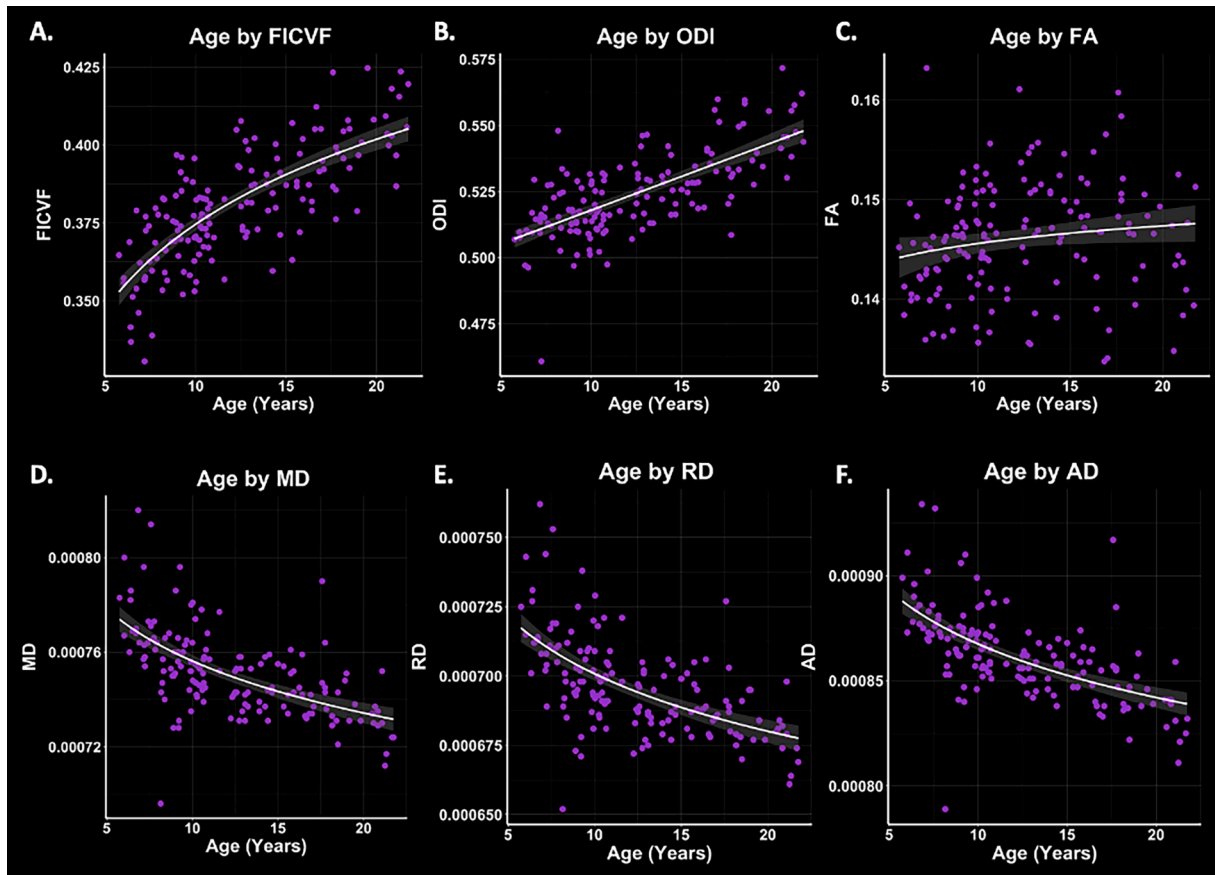 A. Age by FICVF
0.425
0.400
0.375
0.350
FICVF
5 10 15 20
Age (Years)
B. Age by ODI
0.575
0.550
0.525
0.500
0.475
ODI
5 10 15 20
Age (Years)
C. Age by FA
0.16
0.15
0.14
FA
5 10 15 20
Age (Years)
D. Age by MD
0.00080
0.00076
0.00072
MD
5 10 15 20
Age (Years)
E. Age by RD
0.000750
0.000725
0.000700
0.000675
0.000650
RD
5 10 15 20
Age (Years)
F. Age by AD
0.00090
0.00085
0.00080
AD
5 10 15 20
Age (Years)